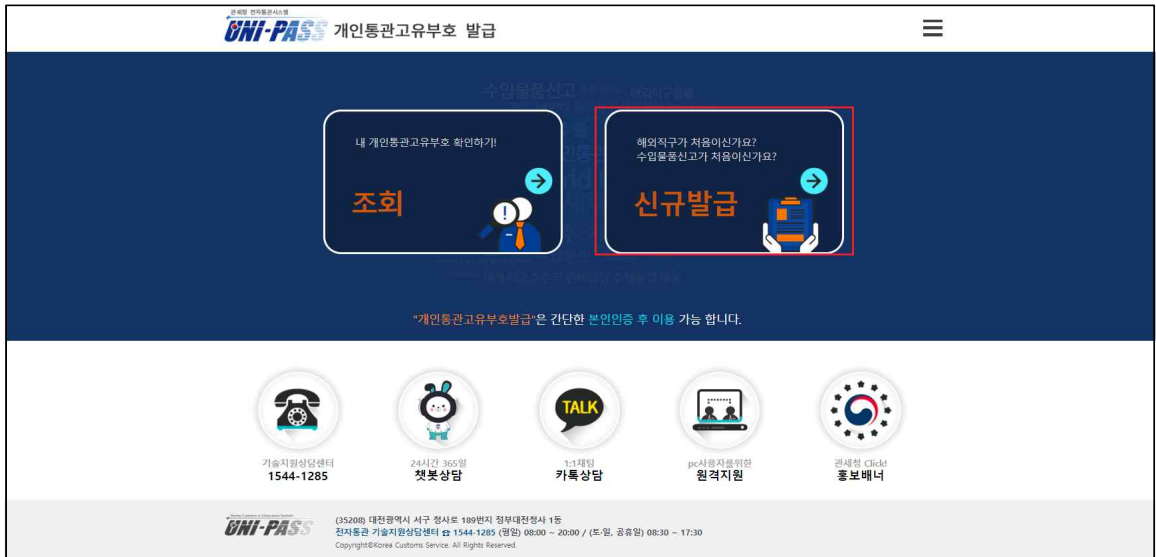 관세청 전자통관시스템
UNI-PASS 개인통관고유부호 발급
수입물품신고
내 개인통관고유부호 확인하기!
조회
해외직구가 처음이신가요?
수입물품신고가 처음이신가요?
신규발급
"개인통관고유부호발급"은 간단한 본인인증 후 이용 가능 합니다.
기술지원상담센터
1544-1285
24시간 365일
챗봇상담
TALK
1:1채팅
카톡상담
pc사용자를위한
원격지원
관세청 Click!
홍보배너
UNI-PASS
(35208) 대전광역시 서구 청사로 189번지 정부대전청사 1동
전자통관 기술지원상담센터 ☎ 1544-1285 (평일) 08:00 ~ 20:00 / (토·일, 공휴일) 08:30 ~ 17:30
Copyright©Korea Customs Service. All Rights Reserved.